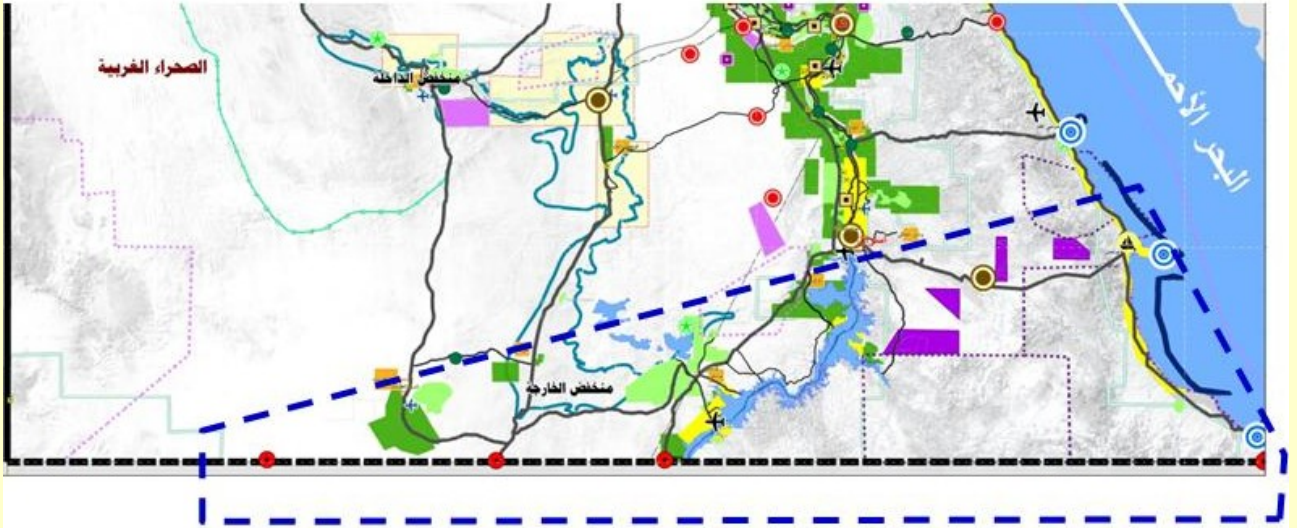 الصحراء الغربية
منخفض الداخلة
البحر الأحمر
منخفض الخارجة